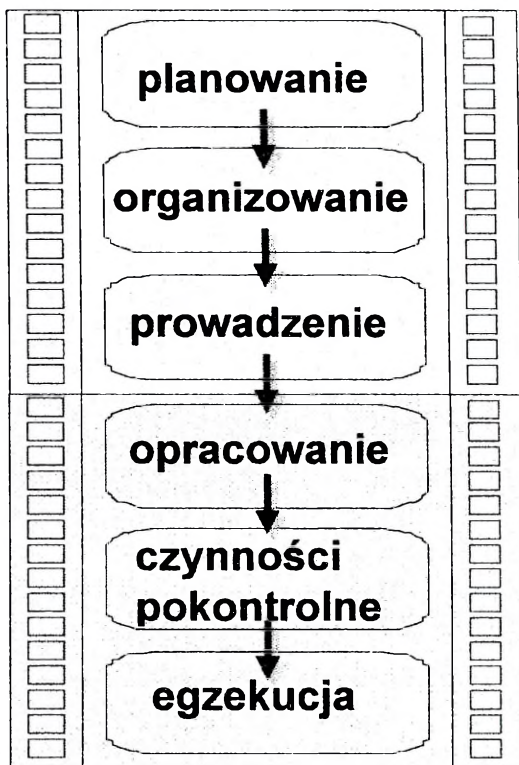 planowanie
organizowanie
prowadzenie
opracowanie
czynności
pokontrolne
egzekucja